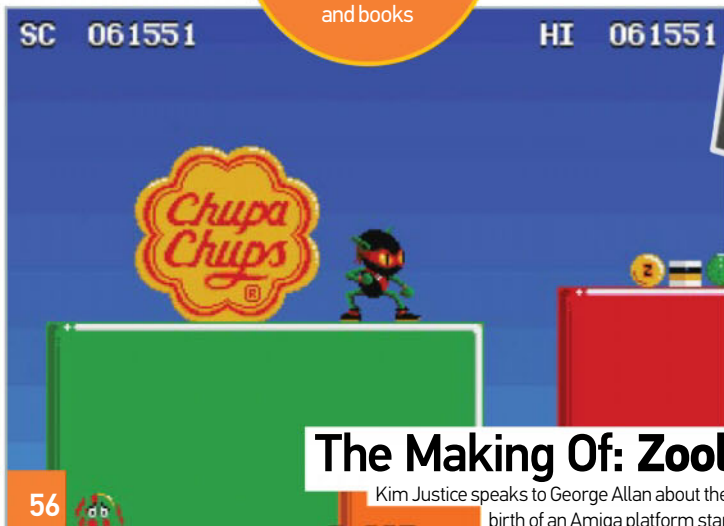 and books
SC 061551
HI 061551
Chupa
Chups
®
Z
The Making Of: Zool
56
Kim Justice speaks to George Allan about the
birth of an Amiga platform star